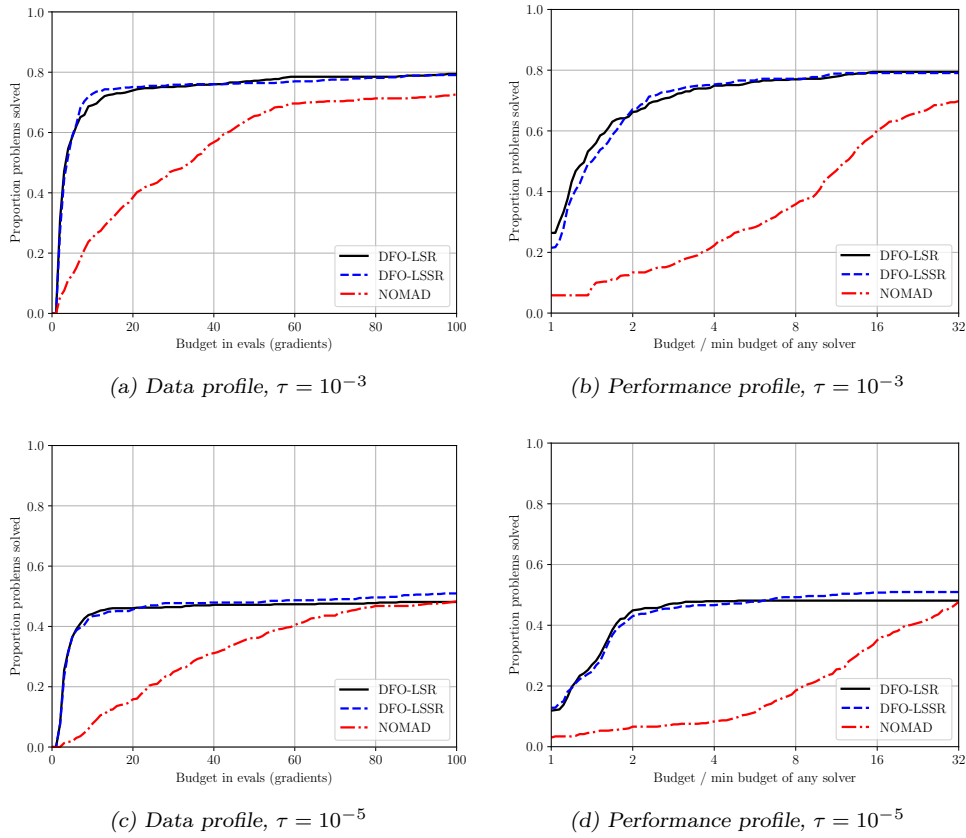 1.0
0.8
0.6
0.4
0.2
0.0
Proportion problems solved
DFO-LSR
DFO-LSSR
NOMAD
0 20 40 60 80 100
Budget in evals (gradients)
(a) Data profile, τ = 10⁻³
1.0
0.8
0.6
0.4
0.2
0.0
Proportion problems solved
DFO-LSR
DFO-LSSR
NOMAD
1 2 4 8 16 32
Budget / min budget of any solver
(b) Performance profile, τ = 10⁻³
1.0
0.8
0.6
0.4
0.2
0.0
Proportion problems solved
DFO-LSR
DFO-LSSR
NOMAD
0 20 40 60 80 100
Budget in evals (gradients)
(c) Data profile, τ = 10⁻⁵
1.0
0.8
0.6
0.4
0.2
0.0
Proportion problems solved
DFO-LSR
DFO-LSSR
NOMAD
1 2 4 8 16 32
Budget / min budget of any solver
(d) Performance profile, τ = 10⁻⁵